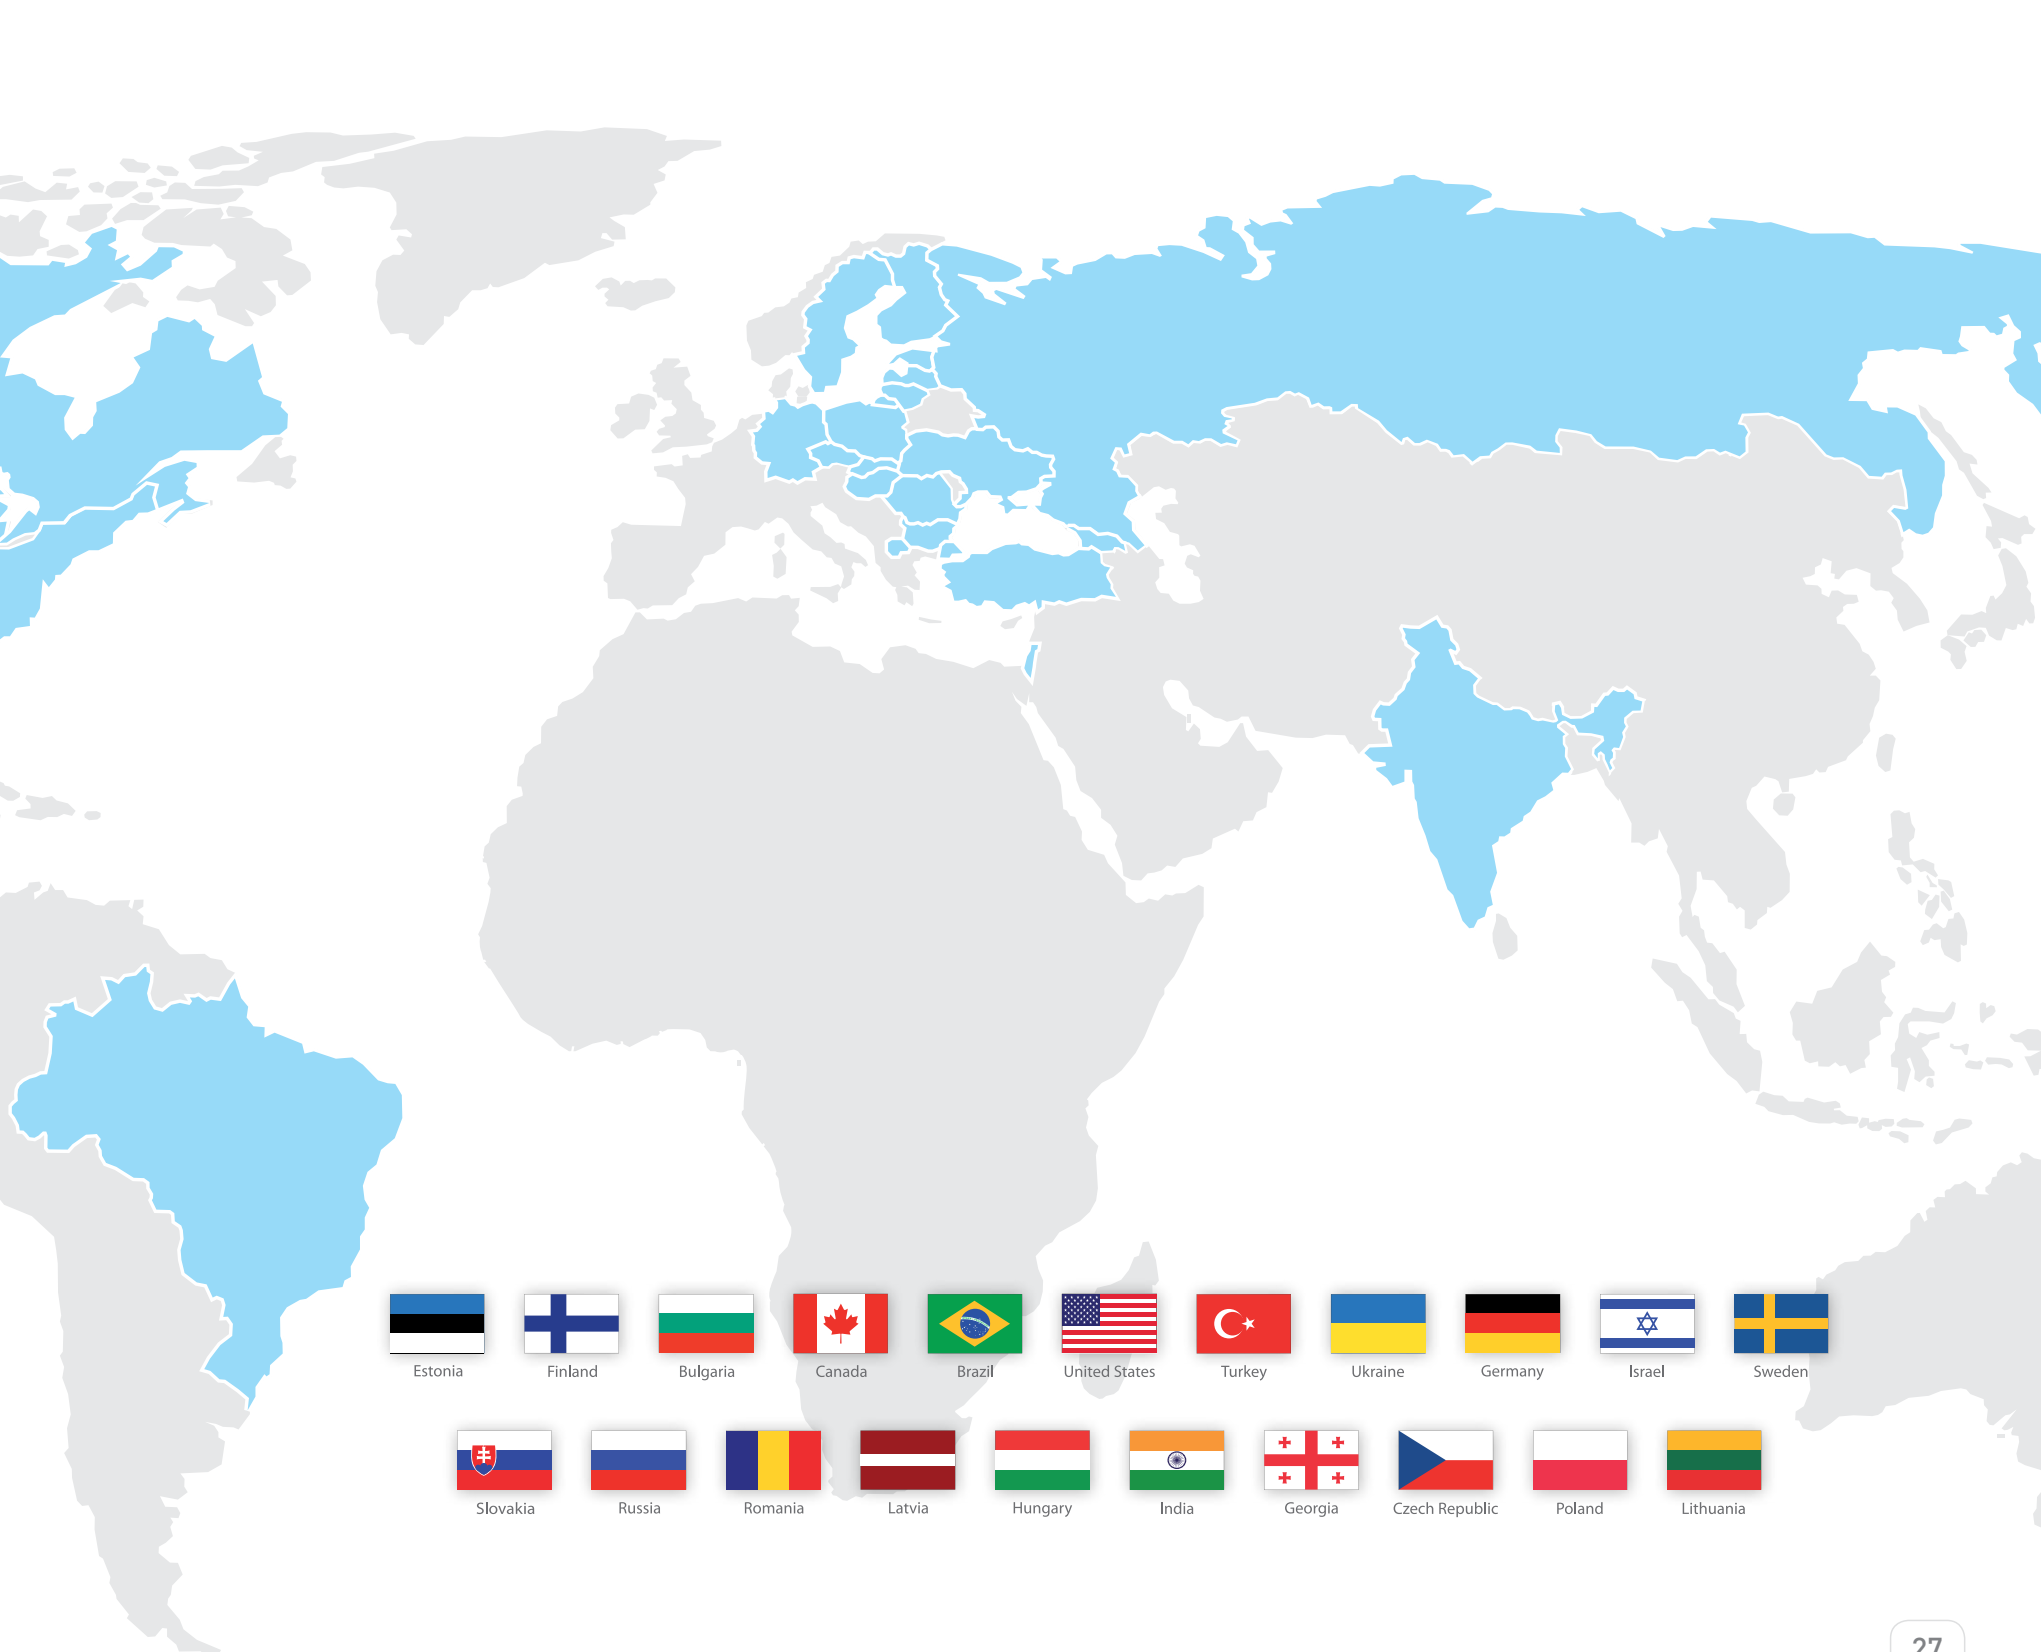 Estonia Finland Bulgaria Canada Brazil United States Turkey Ukraine Germany Israel Sweden
Slovakia Russia Romania Latvia Hungary India Georgia Czech Republic Poland Lithuania
27